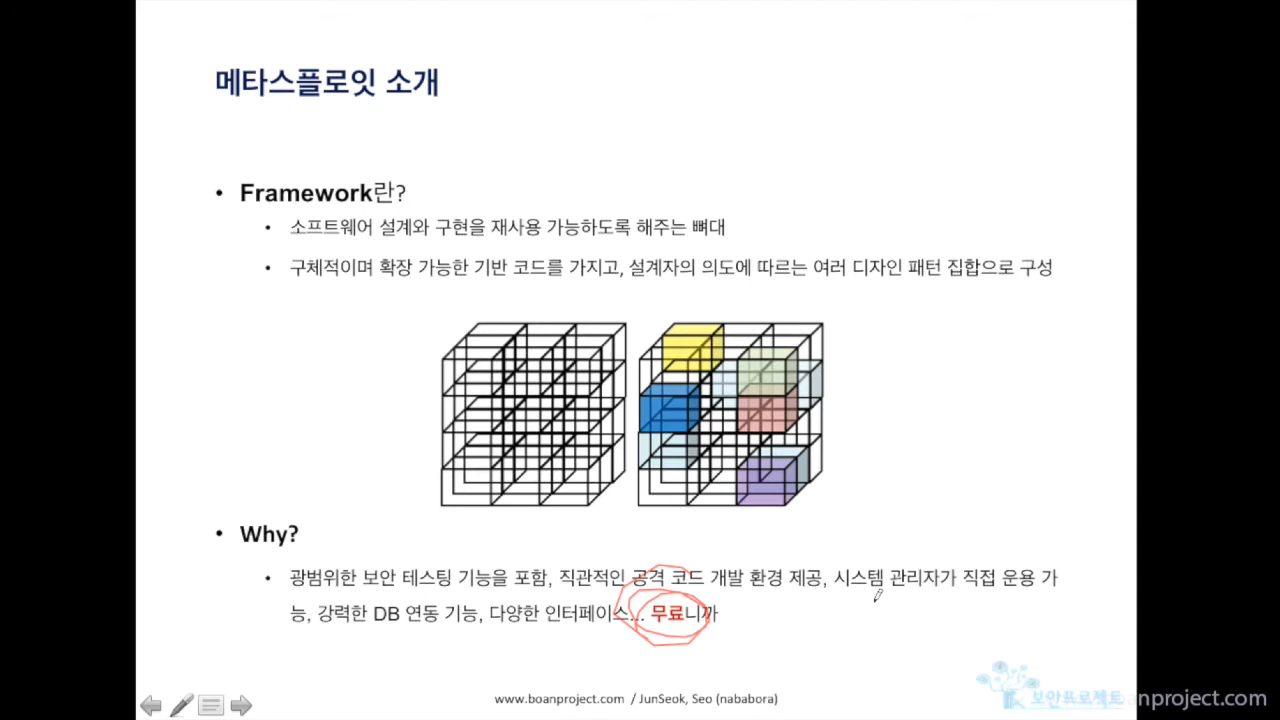 메타스플로잇 소개
• Framework란?
• 소프트웨어 설계와 구현을 재사용 가능하도록 해주는 뼈대
• 구체적이며 확장 가능한 기반 코드를 가지고, 설계자의 의도에 따르는 여러 디자인 패턴 집합으로 구성
• Why?
• 광범위한 보안 테스팅 기능을 포함, 직관적인 공격 코드 개발 환경 제공, 시스템 관리자가 직접 운용 가
능, 강력한 DB 연동 기능, 다양한 인터페이스... 무료니까
www.boanproject.com / JunSeok, Seo (nababora)
보안프로젝트
anproject.com